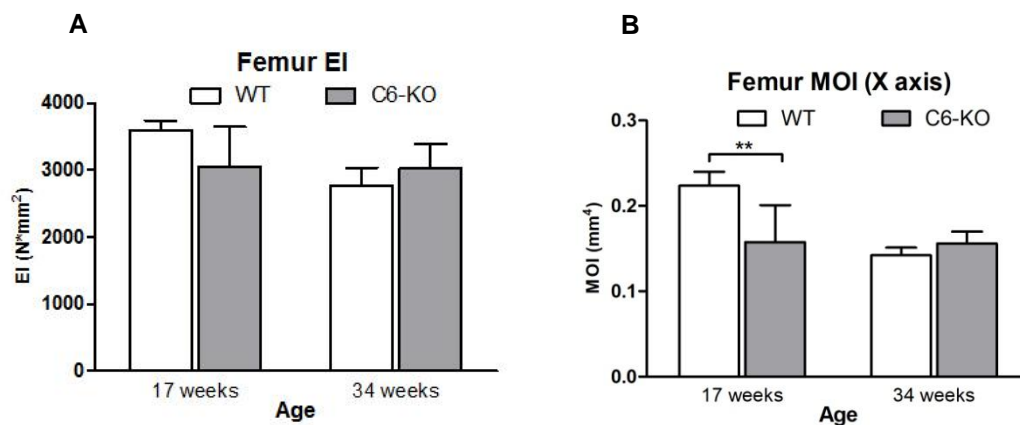 A
Femur EI
WT C6-KO
4000
3000
2000
1000
0
EI (N*mm²)
17 weeks 34 weeks
Age
B
Femur MOI (X axis)
WT C6-KO
**
0.3
0.2
0.1
0.0
MOI (mm⁴)
17 weeks 34 weeks
Age